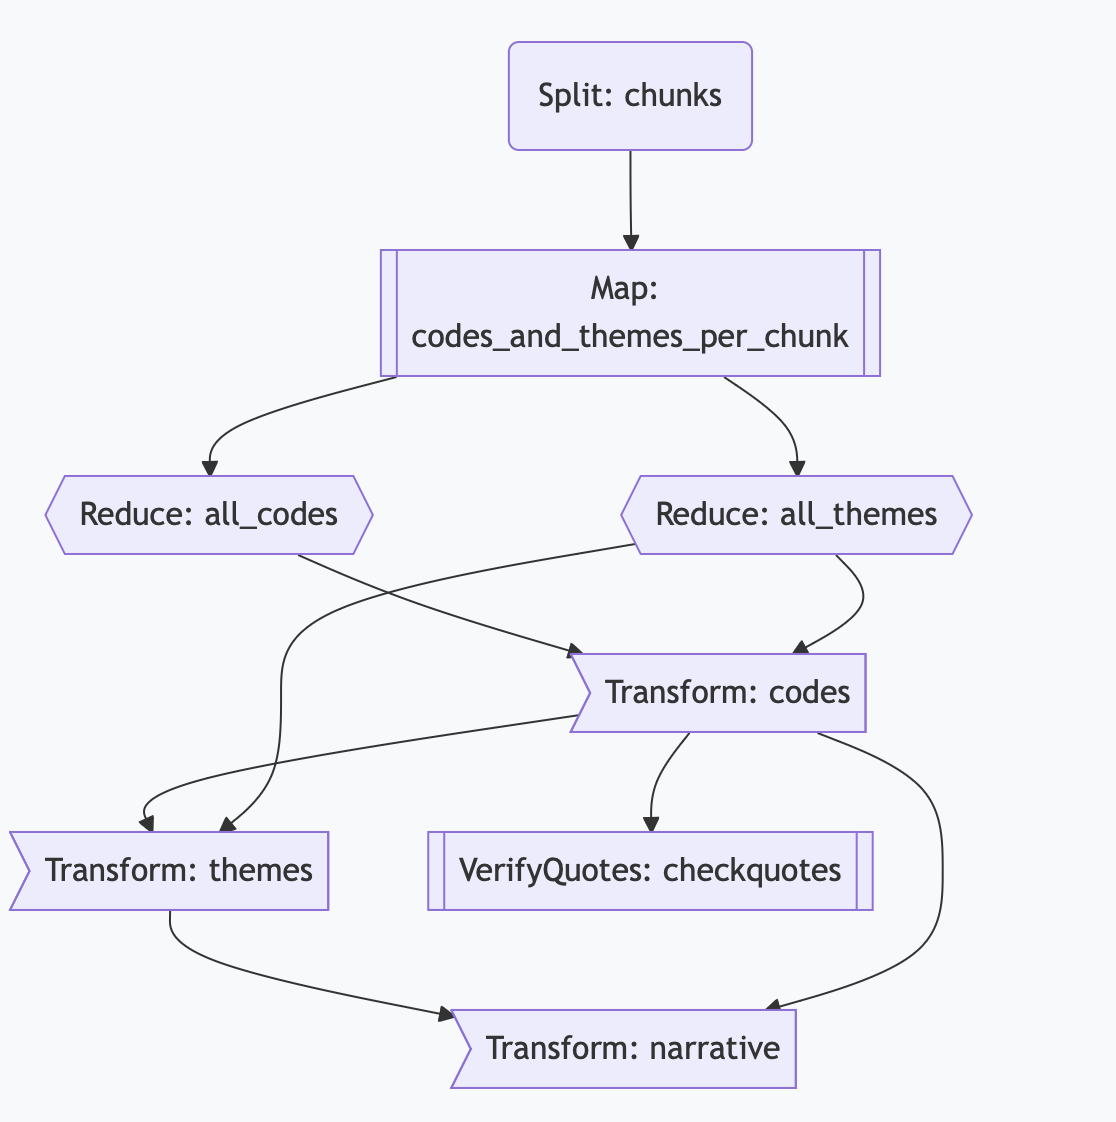 Split: chunks
Map:
codes_and_themes_per_chunk
Reduce: all_codes
Reduce: all_themes
Transform: codes
Transform: themes
VerifyQuotes: checkquotes
Transform: narrative